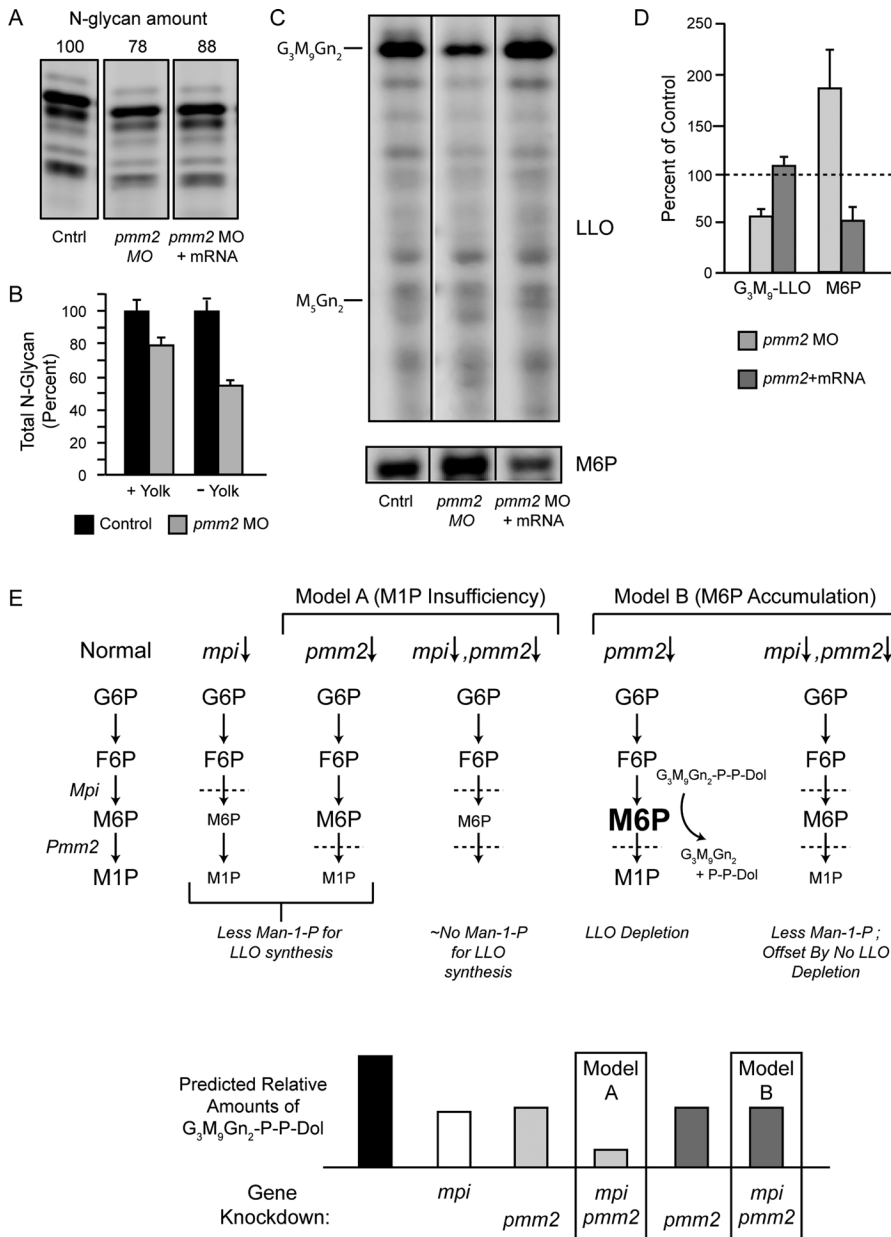 A
N-glycan amount
100 78 88
Cntrl
pmm2
MO
pmm2 MO
+ mRNA
B
Total N-Glycan
(Percent)
100
80
60
40
20
0
+ Yolk
– Yolk
Control
pmm2 MO
C
G3M9Gn2
M5Gn2
LLO
M6P
Cntrl
pmm2
MO
pmm2 MO
+ mRNA
D
Percent of Control
250
200
150
100
50
0
G3M9-LLO
M6P
pmm2 MO
pmm2+mRNA
E
Model A (M1P Insufficiency)
Model B (M6P Accumulation)
Normal
mpi↓
pmm2↓
mpi↓,pmm2↓
pmm2↓
mpi↓,pmm2↓
G6P G6P G6P G6P G6P G6P
F6P F6P F6P F6P F6P F6P
G3M9Gn2-P-P-Dol
Mpi
M6P M6P M6P M6P M6P M6P
G3M9Gn2
+ P-P-Dol
Pmm2
M1P M1P M1P M1P M1P
Less Man-1-P for
LLO synthesis
~No Man-1-P
for LLO
synthesis
LLO Depletion
Less Man-1-P ;
Offset By No LLO
Depletion
Predicted Relative
Amounts of
G3M9Gn2-P-P-Dol
Model
A
Model
B
Gene
Knockdown:
mpi
pmm2
mpi
pmm2
pmm2
mpi
pmm2